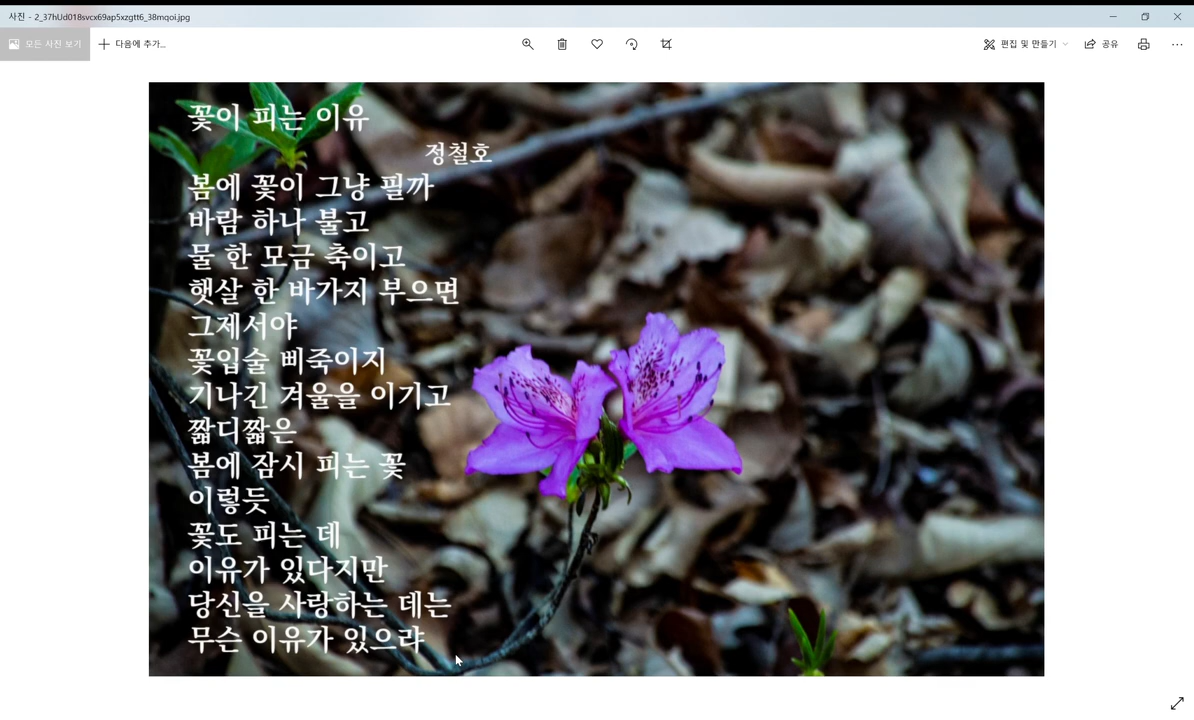 사진 - 2_37hUd018svcx69ap5xzgtt6_38mqoi.jpg
모든 사진 보기 다음에 추가... 편집 및 만들기 공유
꽃이 피는 이유
정철호
봄에 꽃이 그냥 필까
바람 하나 불고
물 한 모금 축이고
햇살 한 바가지 부으면
그제서야
꽃입술 삐죽이지
기나긴 겨울을 이기고
짧디짧은
봄에 잠시 피는 꽃
이렇듯
꽃도 피는 데
이유가 있다지만
당신을 사랑하는 데는
무슨 이유가 있으랴